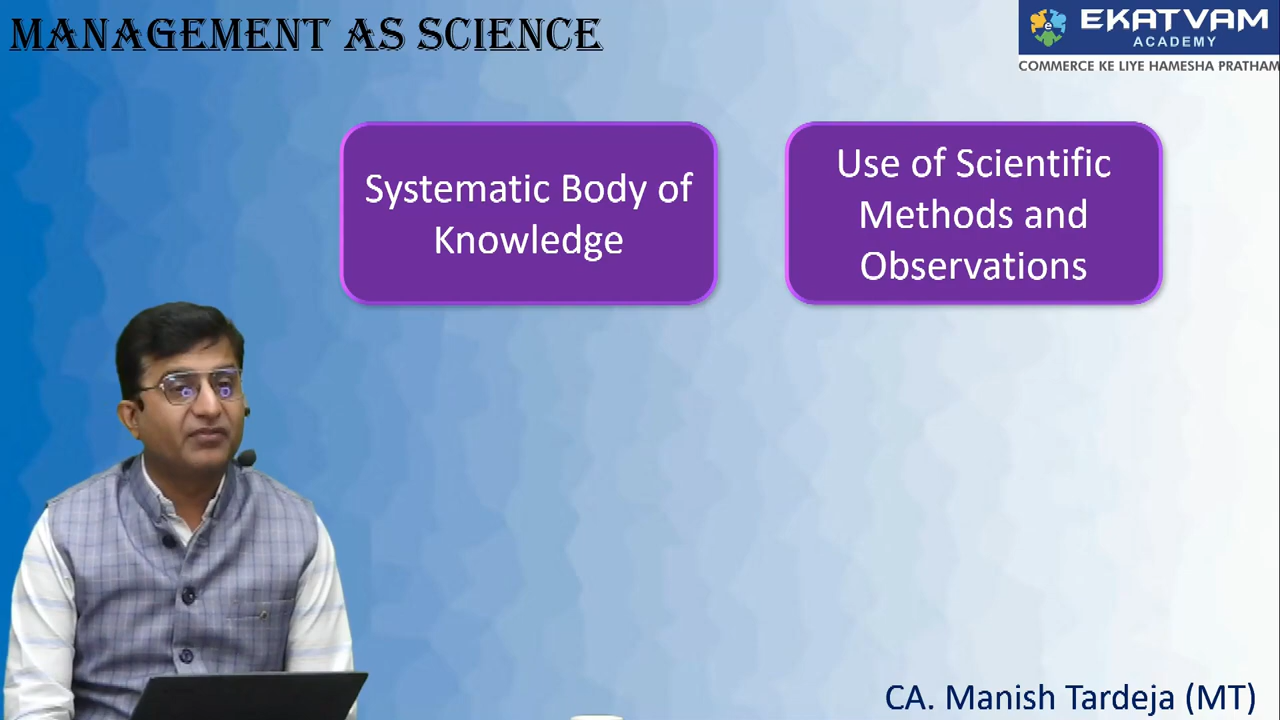 MANAGEMENT AS SCIENCE
EKATVAM
ACADEMY
COMMERCE KE LIYE HAMESHA PRATHAM
Systematic Body of
Knowledge
Use of Scientific
Methods and
Observations
CA. Manish Tardeja (MT)